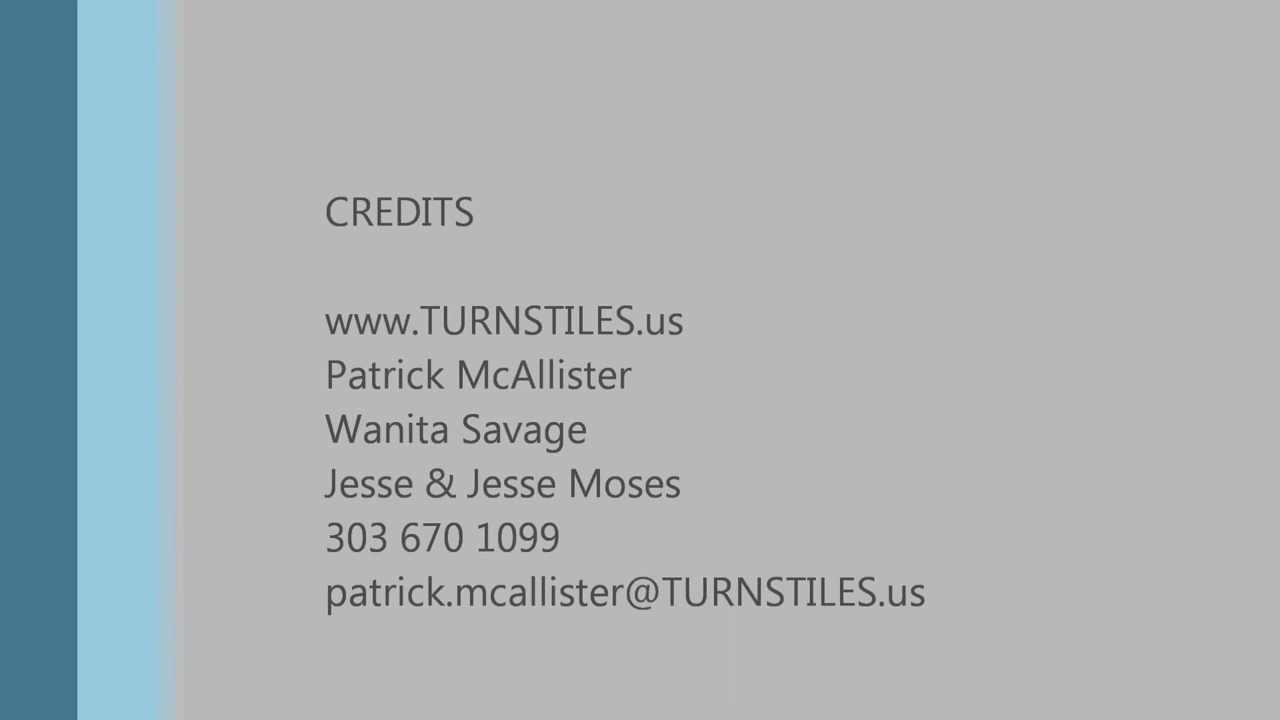 CREDITS
www.TURNSTILES.us
Patrick McAllister
Wanita Savage
Jesse & Jesse Moses
303 670 1099
patrick.mcallister@TURNSTILES.us